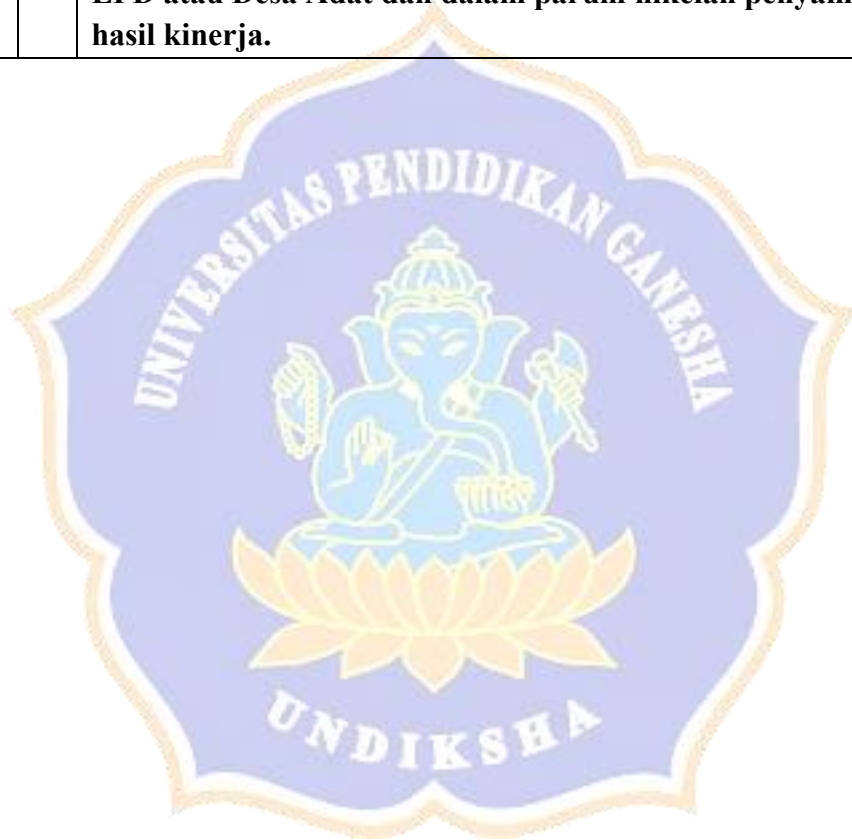 LPD atau Desa Adat dan dalam
hasil kinerja.
UNIVERSITAS PENDIDIKAN GANESHA
UNDIKSHA